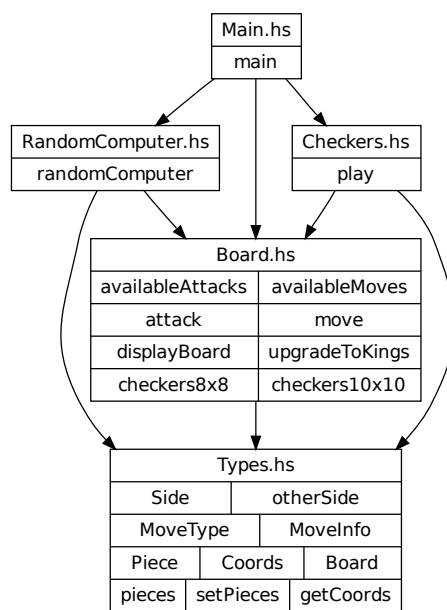 Main.hs
main
RandomComputer.hs
randomComputer
Checkers.hs
play
Board.hs
availableAttacks availableMoves
attack move
displayBoard upgradeToKings
checkers8x8 checkers10x10
Types.hs
Side otherSide
MoveType MoveInfo
Piece Coords Board
pieces setPieces getCoords